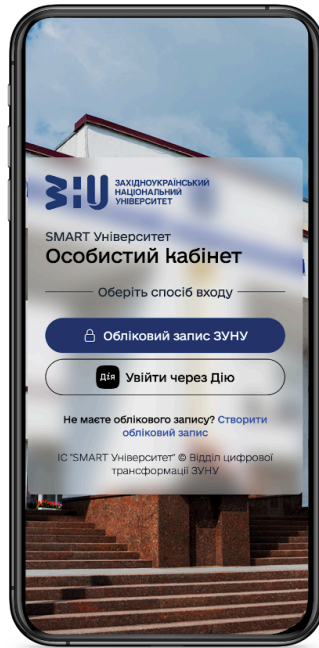 ЗАХІДНОУКРАЇНСЬКИЙ
НАЦІОНАЛЬНИЙ
УНІВЕРСИТЕТ
SMART Університет
Особистий кабінет
Оберіть спосіб входу
Обліковий запис ЗУНУ
Дія Увійти через Дію
Не маєте облікового запису? Створити
обліковий запис
ІС "SMART Університет" © Відділ цифрової
трансформації ЗУНУ